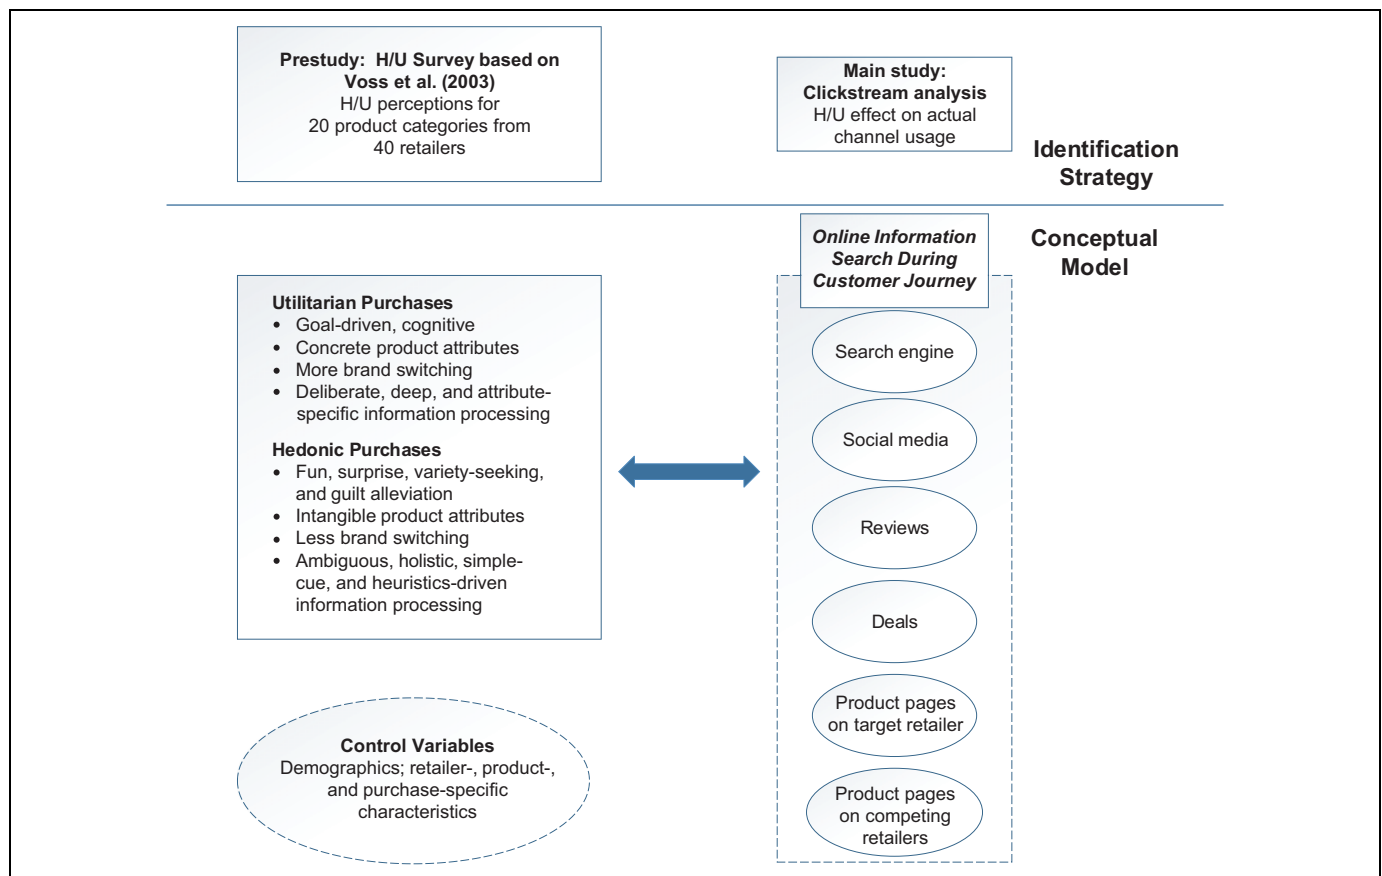 Prestudy:  H/U Survey based on
Voss et al. (2003)
H/U perceptions for
20 product categories from
40 retailers
Main study:
Clickstream analysis
H/U effect on actual
channel usage
Identification
Strategy
Conceptual
Model
Utilitarian Purchases
• Goal-driven, cognitive
• Concrete product attributes
• More brand switching
• Deliberate, deep, and attribute-
specific information processing
Hedonic Purchases
• Fun, surprise, variety-seeking,
and guilt alleviation
• Intangible product attributes
• Less brand switching
• Ambiguous, holistic, simple-
cue, and heuristics-driven
information processing
Control Variables
Demographics; retailer-, product-,
and purchase-specific
characteristics
Online Information
Search During
Customer Journey
Search engine
Social media
Reviews
Deals
Product pages
on target retailer
Product pages
on competing
retailers